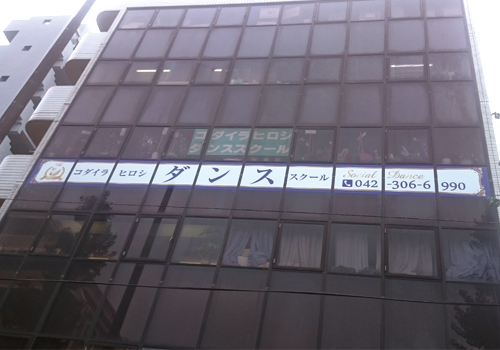 コダイラヒロシ
ダンススクール
コダイラ ヒロシ ダンス スクール Social Dance
042-306-6990